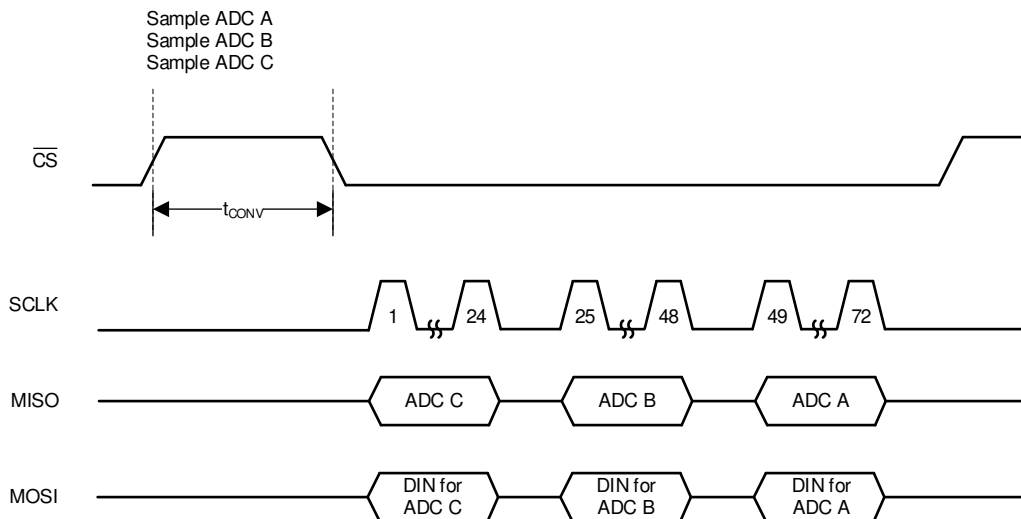 Sample ADC A
Sample ADC B
Sample ADC C
CS
tCONV
SCLK
1
24
25
48
49
72
MISO
ADC C
ADC B
ADC A
MOSI
DIN for
ADC C
DIN for
ADC B
DIN for
ADC A